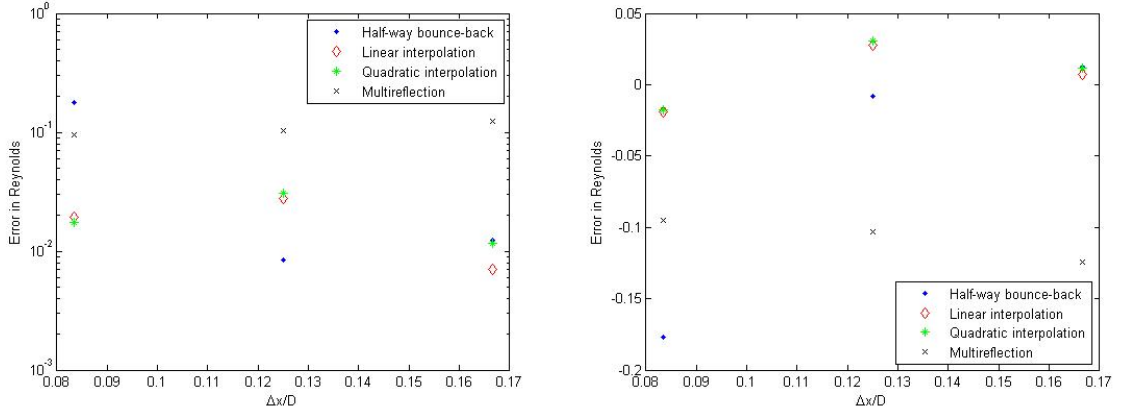 10^0
10^-1
10^-2
10^-3
Error in Reynolds
0.08 0.09 0.1 0.11 0.12 0.13 0.14 0.15 0.16 0.17
Δx/D
Half-way bounce-back
Linear interpolation
Quadratic interpolation
Multireflection
0.05
0
-0.05
-0.1
-0.15
-0.2
Error in Reynolds
0.08 0.09 0.1 0.11 0.12 0.13 0.14 0.15 0.16 0.17
Δx/D
Half-way bounce-back
Linear interpolation
Quadratic interpolation
Multireflection